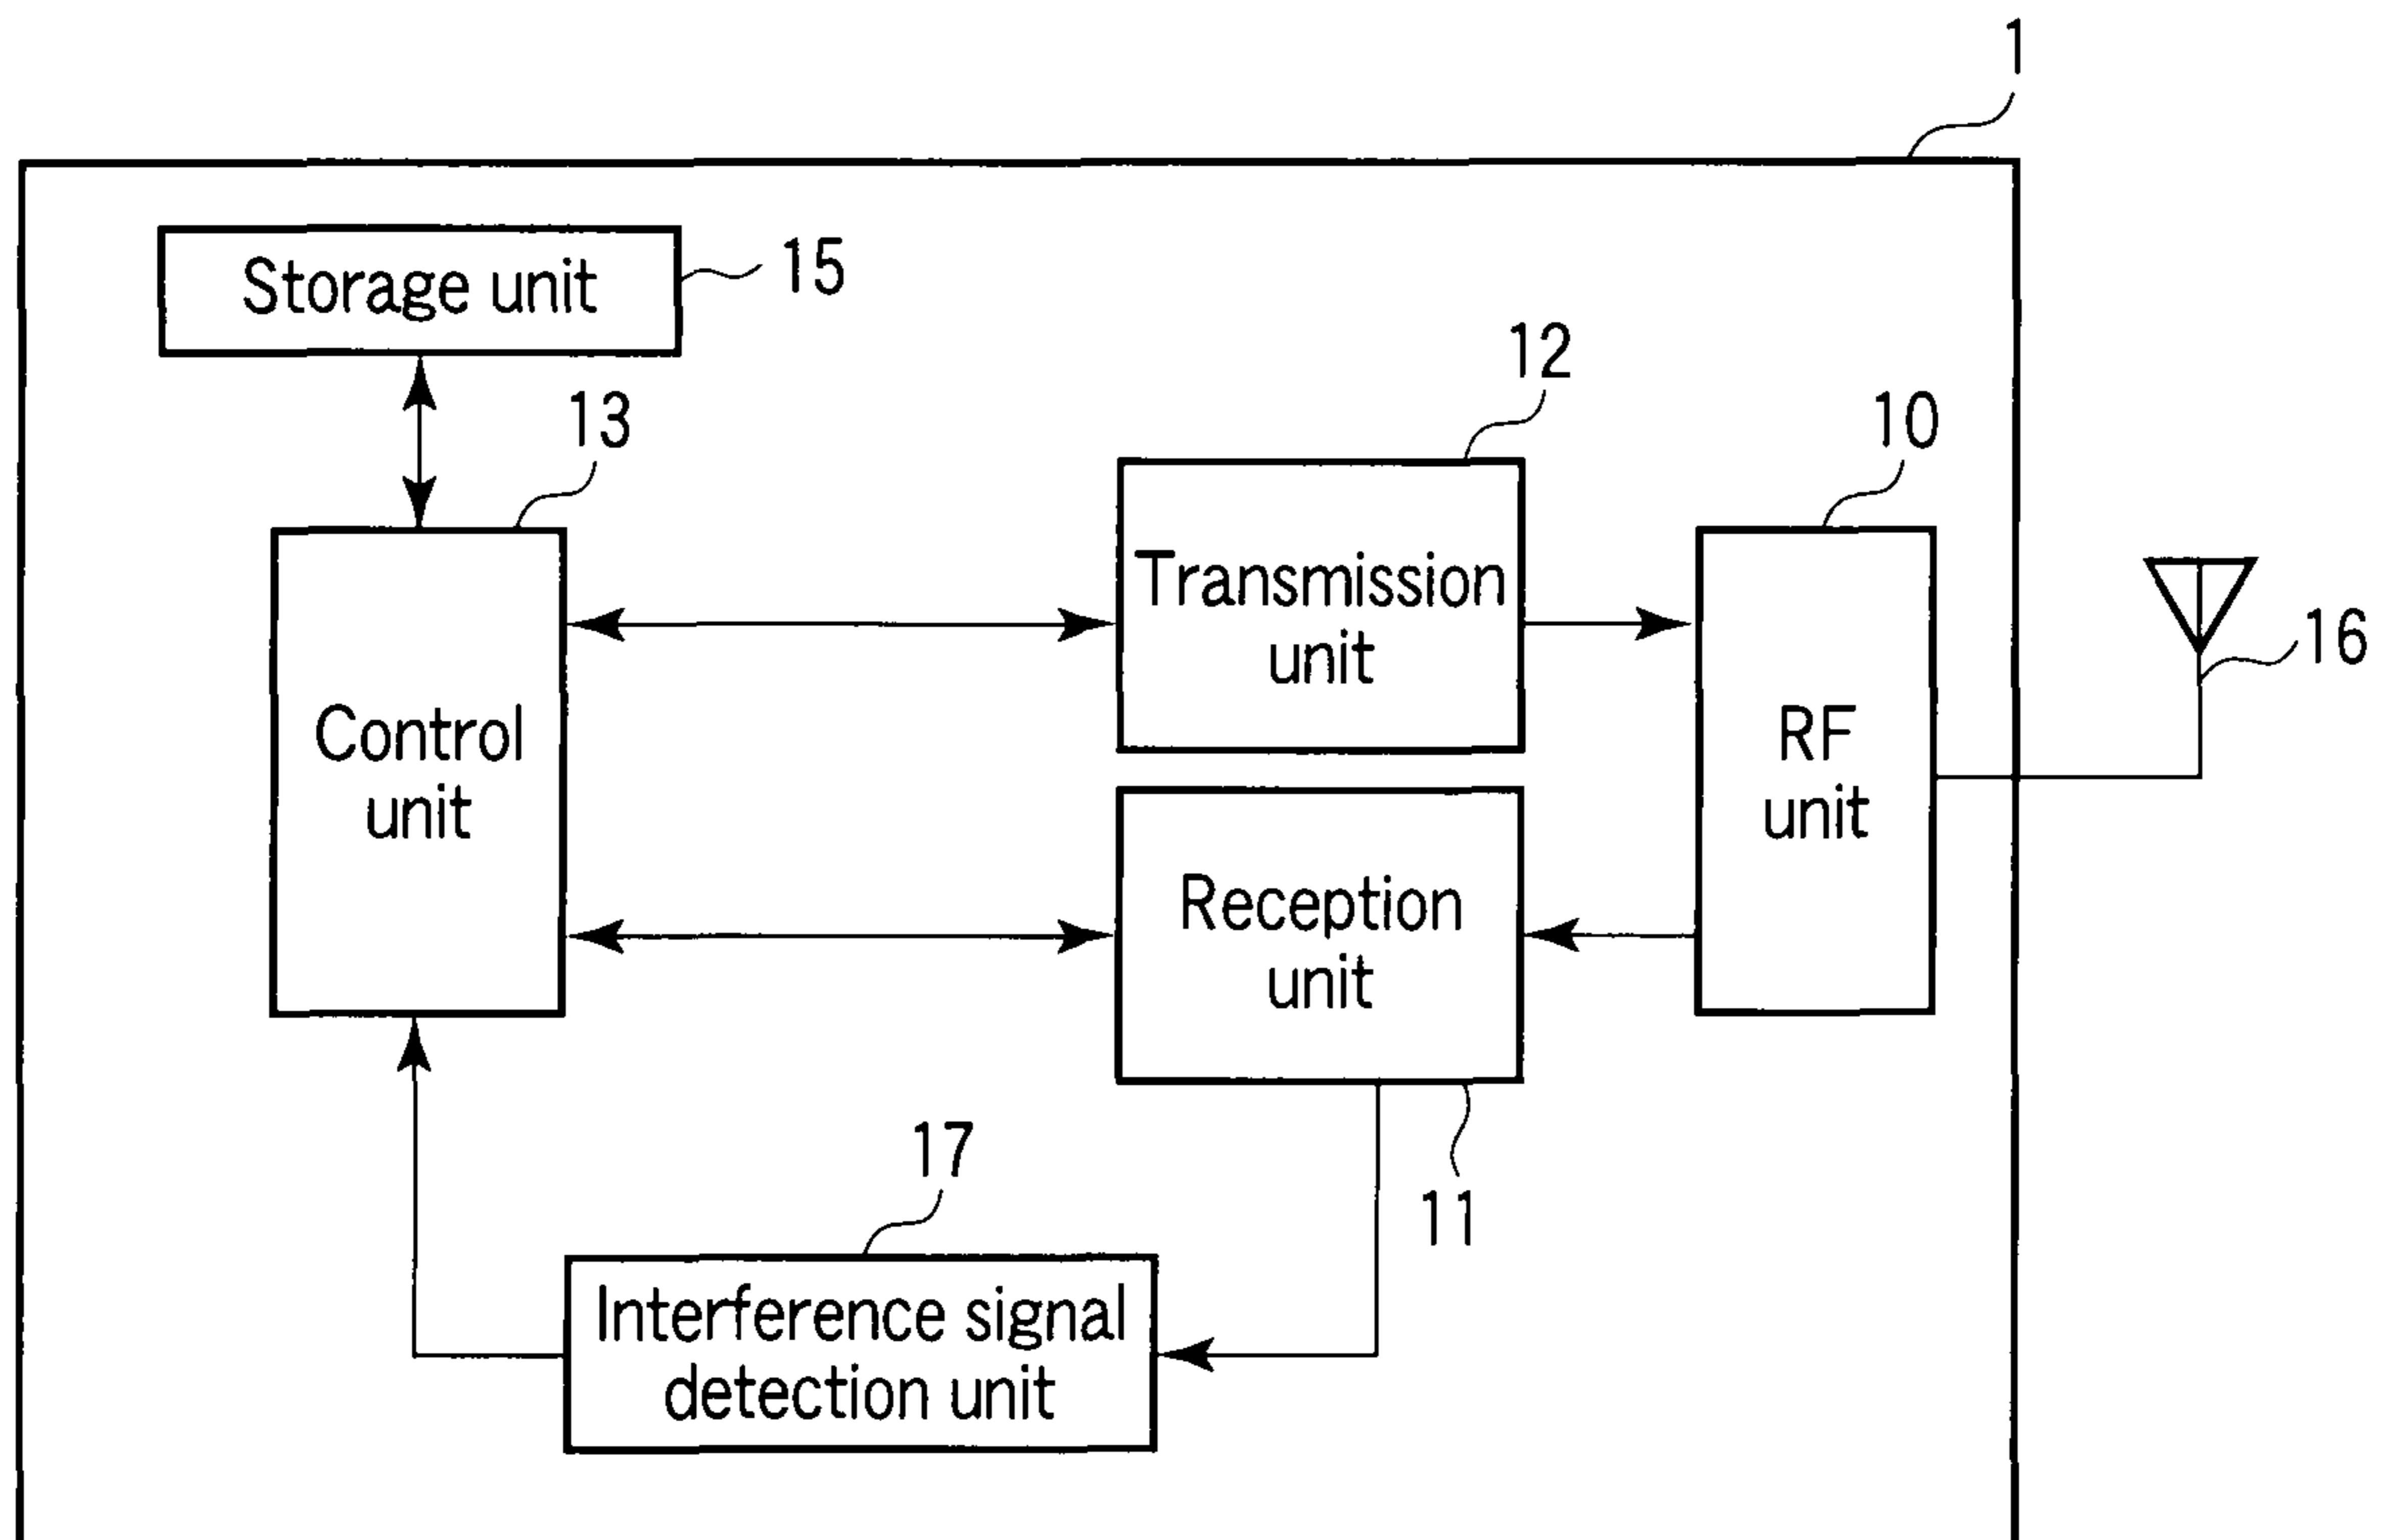 1
Storage unit
15
12
13
10
Transmission
unit
16
Control
unit
RF
unit
Reception
unit
17
11
Interference signal
detection unit